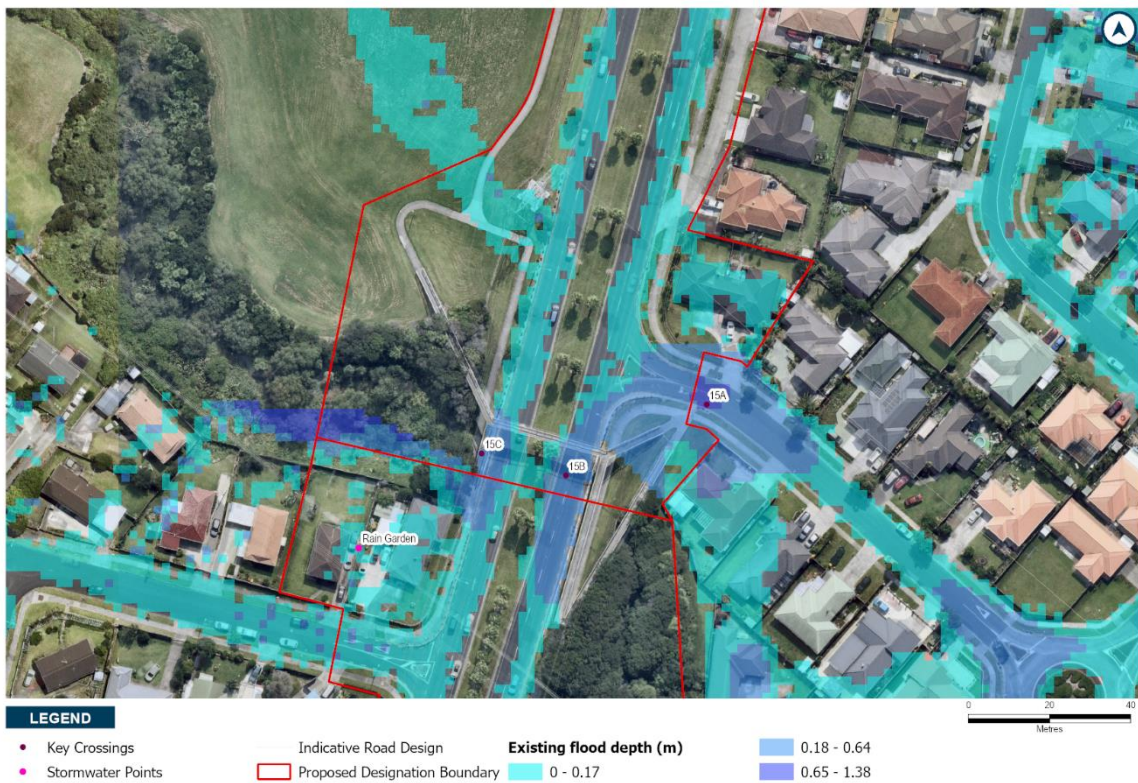 15A
15C
15B
Rain Garden
LEGEND
Key Crossings
Stormwater Points
Indicative Road Design
Proposed Designation Boundary
Existing flood depth (m)
0 - 0.17
0.18 - 0.64
0.65 - 1.38
0 20 40
Metres